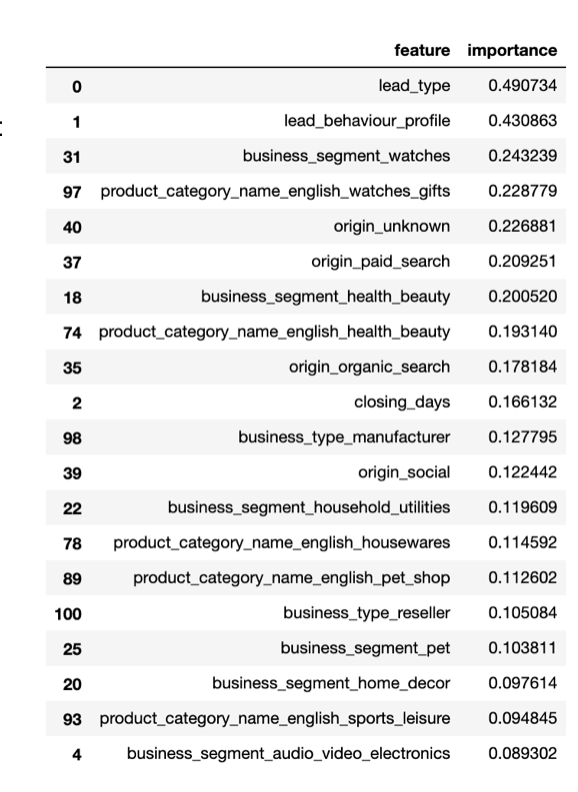 feature importance
0 lead_type 0.490734
1 lead_behaviour_profile 0.430863
31 business_segment_watches 0.243239
97 product_category_name_english_watches_gifts 0.228779
40 origin_unknown 0.226881
37 origin_paid_search 0.209251
18 business_segment_health_beauty 0.200520
74 product_category_name_english_health_beauty 0.193140
35 origin_organic_search 0.178184
2 closing_days 0.166132
98 business_type_manufacturer 0.127795
39 origin_social 0.122442
22 business_segment_household_utilities 0.119609
78 product_category_name_english_housewares 0.114592
89 product_category_name_english_pet_shop 0.112602
100 business_type_reseller 0.105084
25 business_segment_pet 0.103811
20 business_segment_home_decor 0.097614
93 product_category_name_english_sports_leisure 0.094845
4 business_segment_audio_video_electronics 0.089302